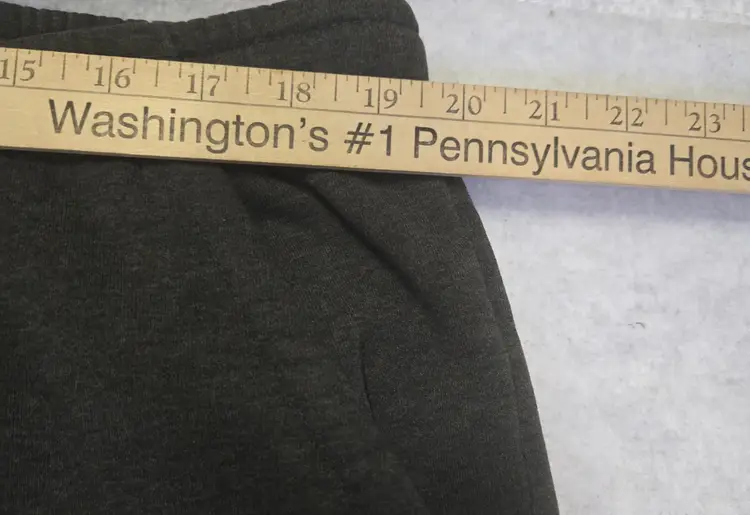 15 16 17 18 19 20 21 22 23
Washington's #1 Pennsylvania Hous